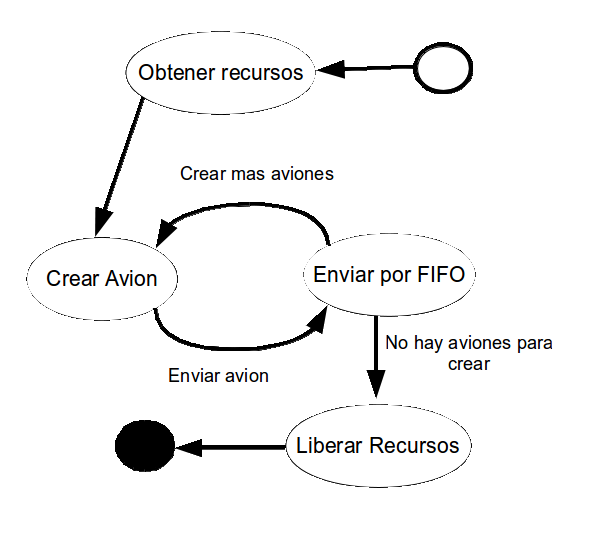 Obtener recursos
Crear mas aviones
Crear Avion
Enviar por FIFO
No hay aviones para
crear
Enviar avion
Liberar Recursos